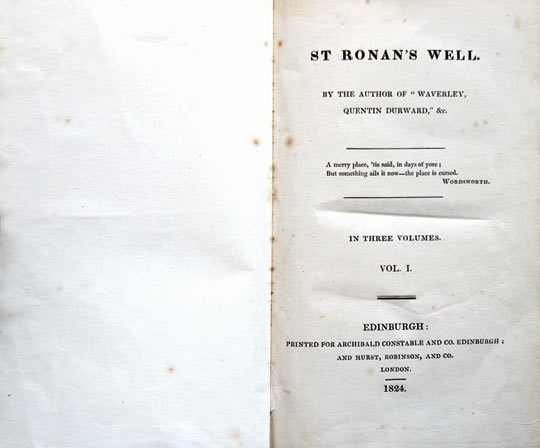 ST RONAN'S WELL.
BY THE AUTHOR OF "WAVERLEY,
QUENTIN DURWARD," &c.
A merry place, 'tis said, in days of yore;
But something ails it now—the place is cursed.
WORDSWORTH.
IN THREE VOLUMES.
VOL. I.
EDINBURGH:
PRINTED FOR ARCHIBALD CONSTABLE AND CO. EDINBURGH;
AND HURST, ROBINSON, AND CO.
LONDON.
1824.